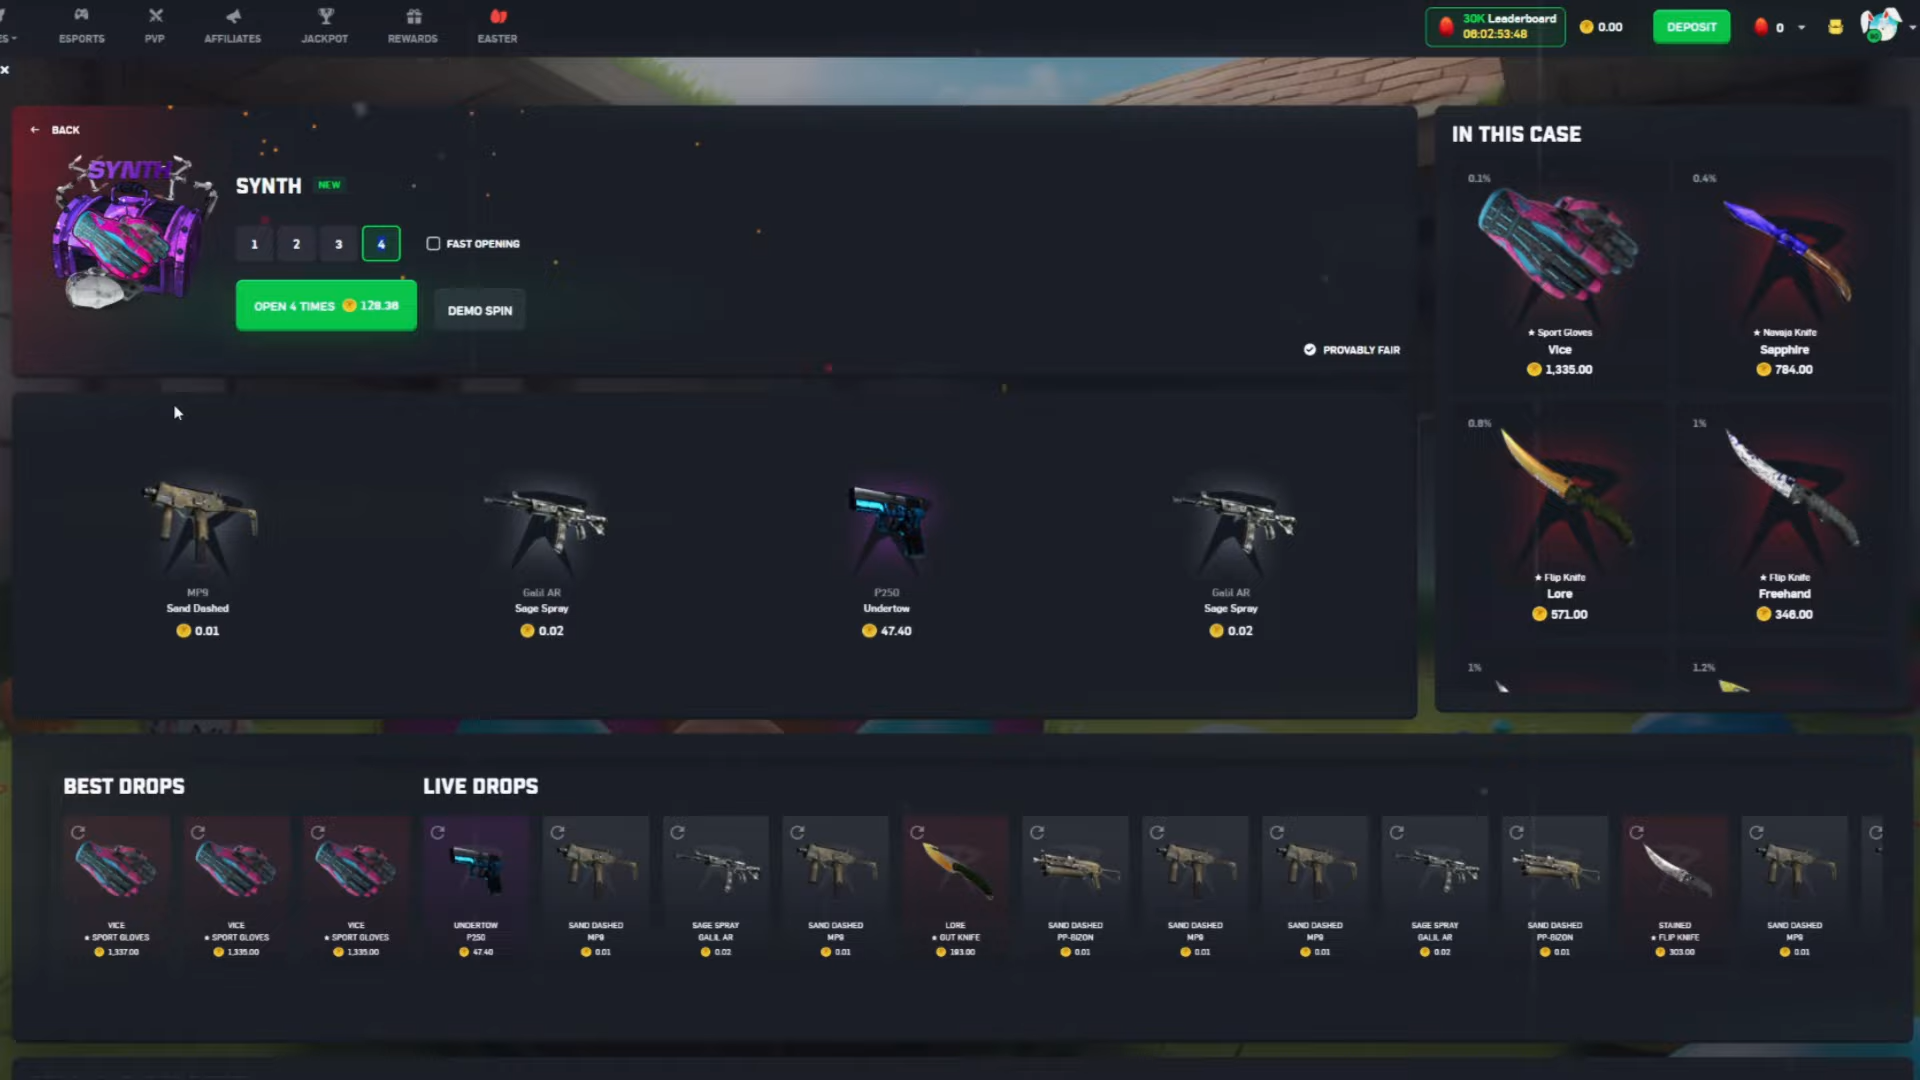 ES
ESPORTS
PVP
AFFILIATES
JACKPOT
REWARDS
EASTER
30K Leaderboard
06:02:53:48
0.00
DEPOSIT
0
BACK
SYNTH
SYNTH NEW
1 2 3 4
FAST OPENING
OPEN 4 TIMES 128.36
DEMO SPIN
PROVABLY FAIR
MP9
Sand Dashed
0.01
Galil AR
Sage Spray
0.02
P250
Undertow
47.40
Galil AR
Sage Spray
0.02
IN THIS CASE
0.1%
★ Sport Gloves
Vice
1,335.00
0.4%
★ Navaja Knife
Sapphire
784.00
0.8%
★ Flip Knife
Lore
571.00
1%
★ Flip Knife
Freehand
346.00
1%
1.2%
BEST DROPS
VICE
★ SPORT GLOVES
1,337.00
VICE
★ SPORT GLOVES
1,335.00
VICE
★ SPORT GLOVES
1,335.00
LIVE DROPS
UNDERTOW
P250
47.40
SAND DASHED
MP9
0.01
SAGE SPRAY
GALIL AR
0.02
SAND DASHED
MP9
0.01
LORE
★ GUT KNIFE
193.00
SAND DASHED
PP-BIZON
0.01
SAND DASHED
MP9
0.01
SAND DASHED
MP9
0.01
SAGE SPRAY
GALIL AR
0.02
SAND DASHED
PP-BIZON
0.01
STAINED
★ FLIP KNIFE
303.00
SAND DASHED
MP9
0.01